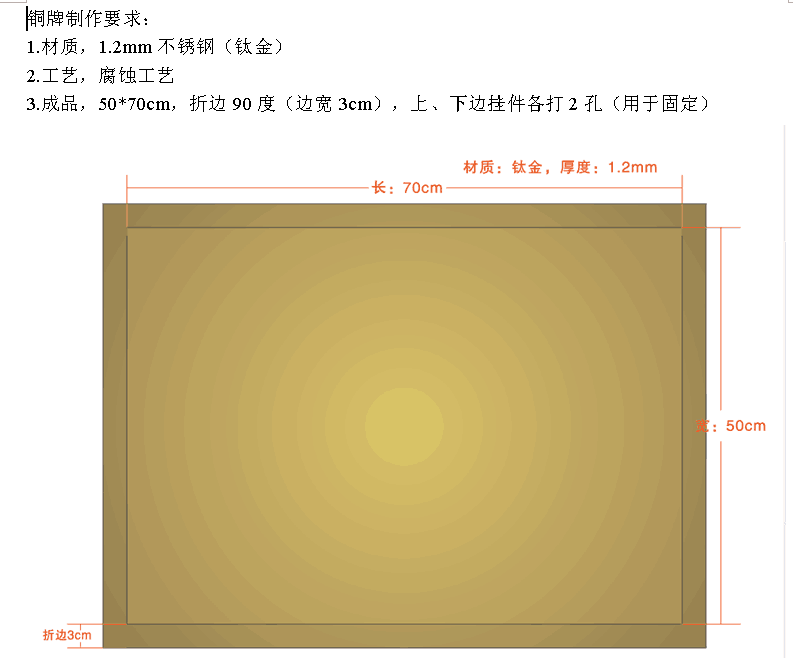 铜牌制作要求：
1.材质，1.2mm 不锈钢（钛金）
2.工艺，腐蚀工艺
3.成品，50*70cm，折边 90 度（边宽 3cm），上、下边挂件各打 2 孔（用于固定）
材质：钛金，厚度：1.2mm
长：70cm
宽：50cm
折边3cm